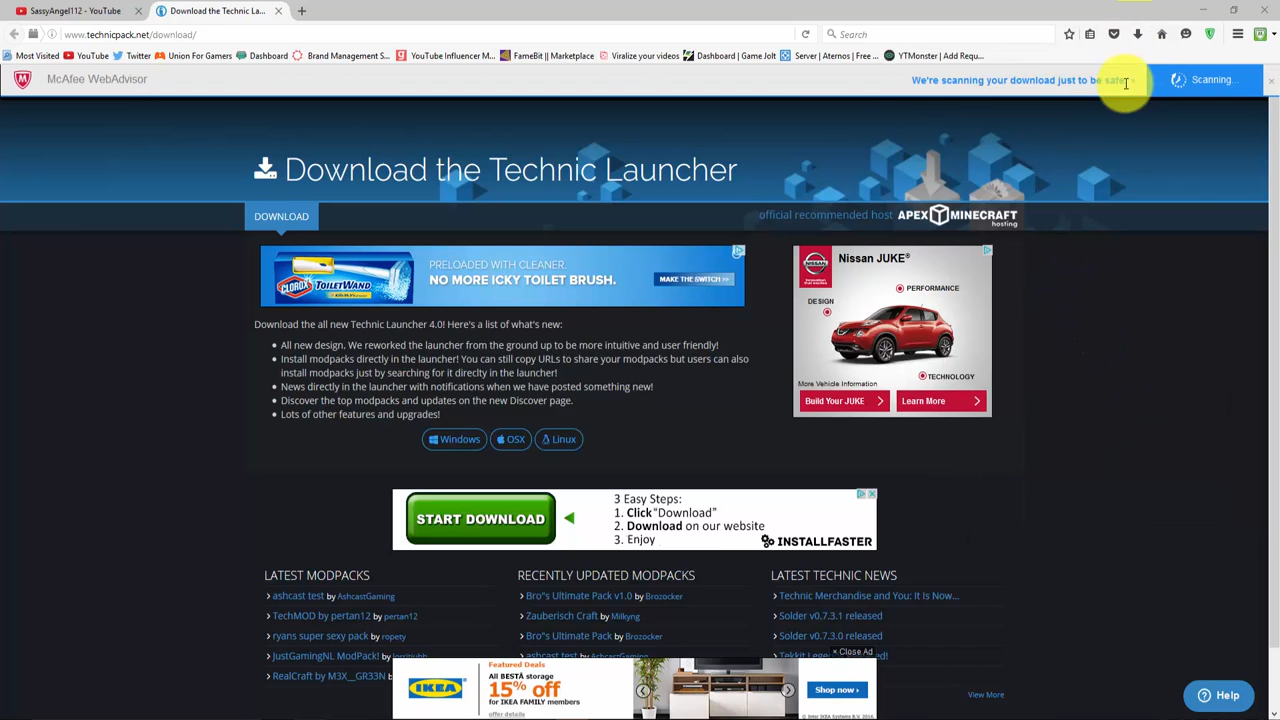 SassyAngel112 - YouTube
Download the Technic La...
www.technicpack.net/download/
Search
Most Visited
YouTube
Twitter
Union For Gamers
Dashboard
Brand Management S...
YouTube Influencer M...
FameBit || Marketplace
Viralize your videos
Dashboard | Game Jolt
Server | Aternos | Free ...
YTMonster | Add Requ...
McAfee WebAdvisor
We're scanning your download just to be safe
Scanning...
Download the Technic Launcher
DOWNLOAD
official recommended host APEX MINECRAFT hosting
PRELOADED WITH CLEANER.
NO MORE ICKY TOILET BRUSH.
CLOROX TOILETWAND
MAKE THE SWITCH >>
Nissan JUKE®
PERFORMANCE
DESIGN
TECHNOLOGY
More Vehicle Information
Build Your JUKE
Learn More
Download the all new Technic Launcher 4.0! Here's a list of what's new:
All new design. We reworked the launcher from the ground up to be more intuitive and user friendly!
Install modpacks directly in the launcher! You can still copy URLs to share your modpacks but users can also
install modpacks just by searching for it direclty in the launcher!
News directly in the launcher with notifications when we have posted something new!
Discover the top modpacks and updates on the new Discover page.
Lots of other features and upgrades!
Windows
OSX
Linux
START DOWNLOAD
3 Easy Steps:
1. Click "Download"
2. Download on our website
3. Enjoy
INSTALLFASTER
LATEST MODPACKS
ashcast test by AshcastGaming
TechMOD by pertan12 by pertan12
ryans super sexy pack by ropety
JustGamingNL ModPack! by
RealCraft by M3X__GR33N
RECENTLY UPDATED MODPACKS
Bro"s Ultimate Pack v1.0 by Brozocker
Zauberisch Craft by Milkyng
Bro"s Ultimate Pack by Brozocker
ashcast test by AshcastGaming
LATEST TECHNIC NEWS
Technic Merchandise and You: It Is Now...
Solder v0.7.3.1 released
Solder v0.7.3.0 released
× Close Ad
View More
IKEA
Featured Deals
All BESTÅ storage
15% off
for IKEA FAMILY members
offer details
Shop now ›
© Inter IKEA Systems B.V. 2016
Help